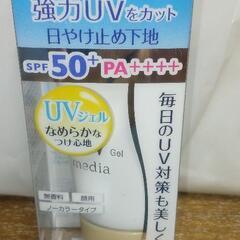 強力UVをカット
日やけ止め下地
SPF50+ PA++++
UVジェル
なめらかな
つけ心地
Gel
media
無香料
顔用
ノーカラータイプ
毎日のUV対策も美しく